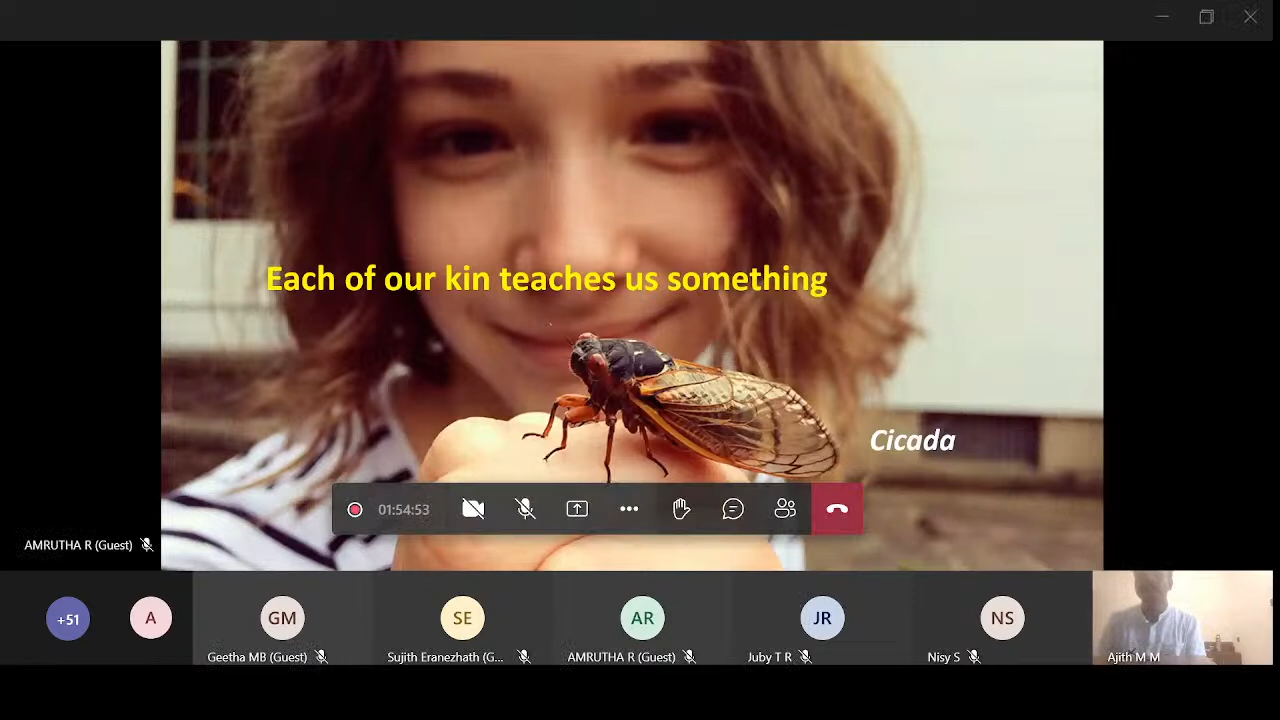 Each of our kin teaches us something
Cicada
01:54:53
AMRUTHA R (Guest)
+51
A
GM
SE
AR
JR
NS
Geetha MB (Guest)
Sujith Eranezhath (G...
AMRUTHA R (Guest)
Juby T R
Nisy S
Ajith M M